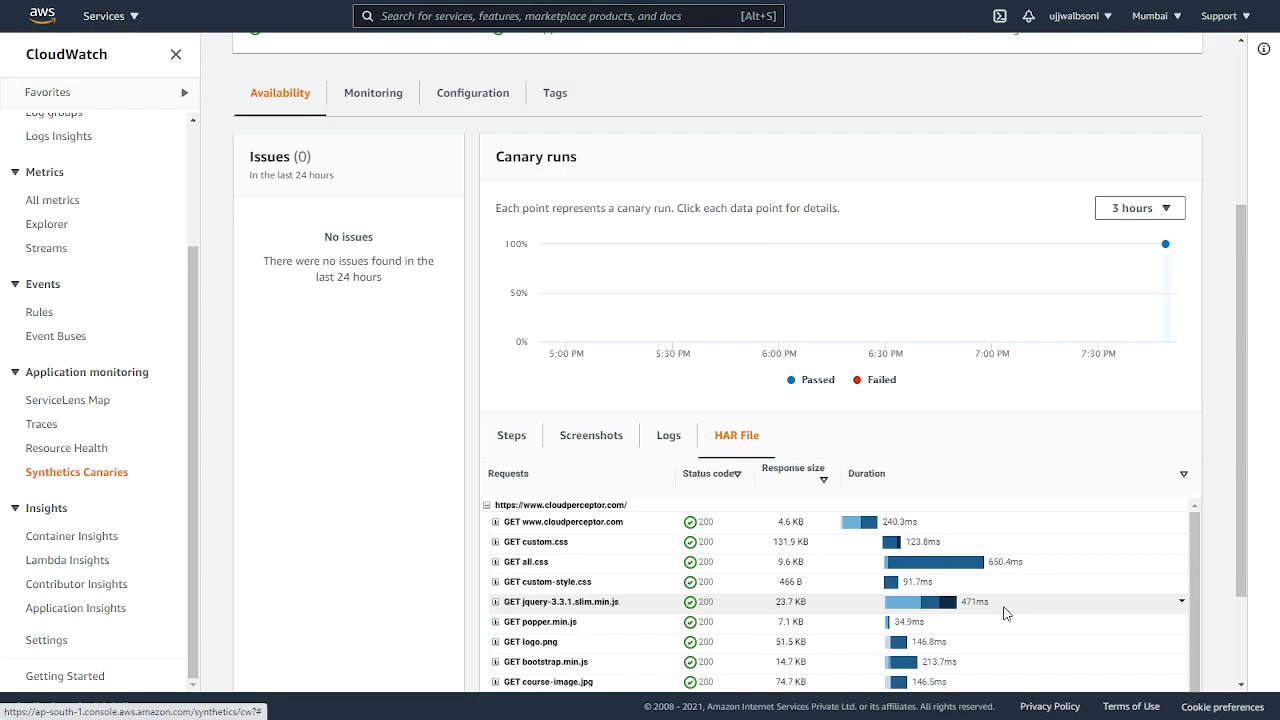 aws
Services
Search for services, features, marketplace products, and docs
[Alt+S]
ujjwalbsoni
Mumbai
Support
CloudWatch
Favorites
Log groups
Logs Insights
Metrics
All metrics
Explorer
Streams
Events
Rules
Event Buses
Application monitoring
ServiceLens Map
Traces
Resource Health
Synthetics Canaries
Insights
Container Insights
Lambda Insights
Contributor Insights
Application Insights
Settings
Getting Started
Availability
Monitoring
Configuration
Tags
Issues (0)
In the last 24 hours
No issues
There were no issues found in the
last 24 hours
Canary runs
Each point represents a canary run. Click each data point for details.
3 hours
100%
50%
0%
5:00 PM
5:30 PM
6:00 PM
6:30 PM
7:00 PM
7:30 PM
Passed
Failed
Steps
Screenshots
Logs
HAR File
Requests
Status code
Response size
Duration
https://www.cloudperceptor.com/
GET www.cloudperceptor.com 200 4.6 KB 240.3ms
GET custom.css 200 131.9 KB 123.8ms
GET all.css 200 9.6 KB 650.4ms
GET custom-style.css 200 466 B 91.7ms
GET jquery-3.3.1.slim.min.js 200 23.7 KB 471ms
GET popper.min.js 200 7.1 KB 34.9ms
GET logo.png 200 51.5 KB 146.8ms
GET bootstrap.min.js 200 14.7 KB 213.7ms
GET course-image.jpg 200 74.7 KB 146.5ms
https://ap-south-1.console.aws.amazon.com/synthetics/cw?#
© 2008 - 2021, Amazon Internet Services Private Ltd. or its affiliates. All rights reserved.
Privacy Policy
Terms of Use
Cookie preferences